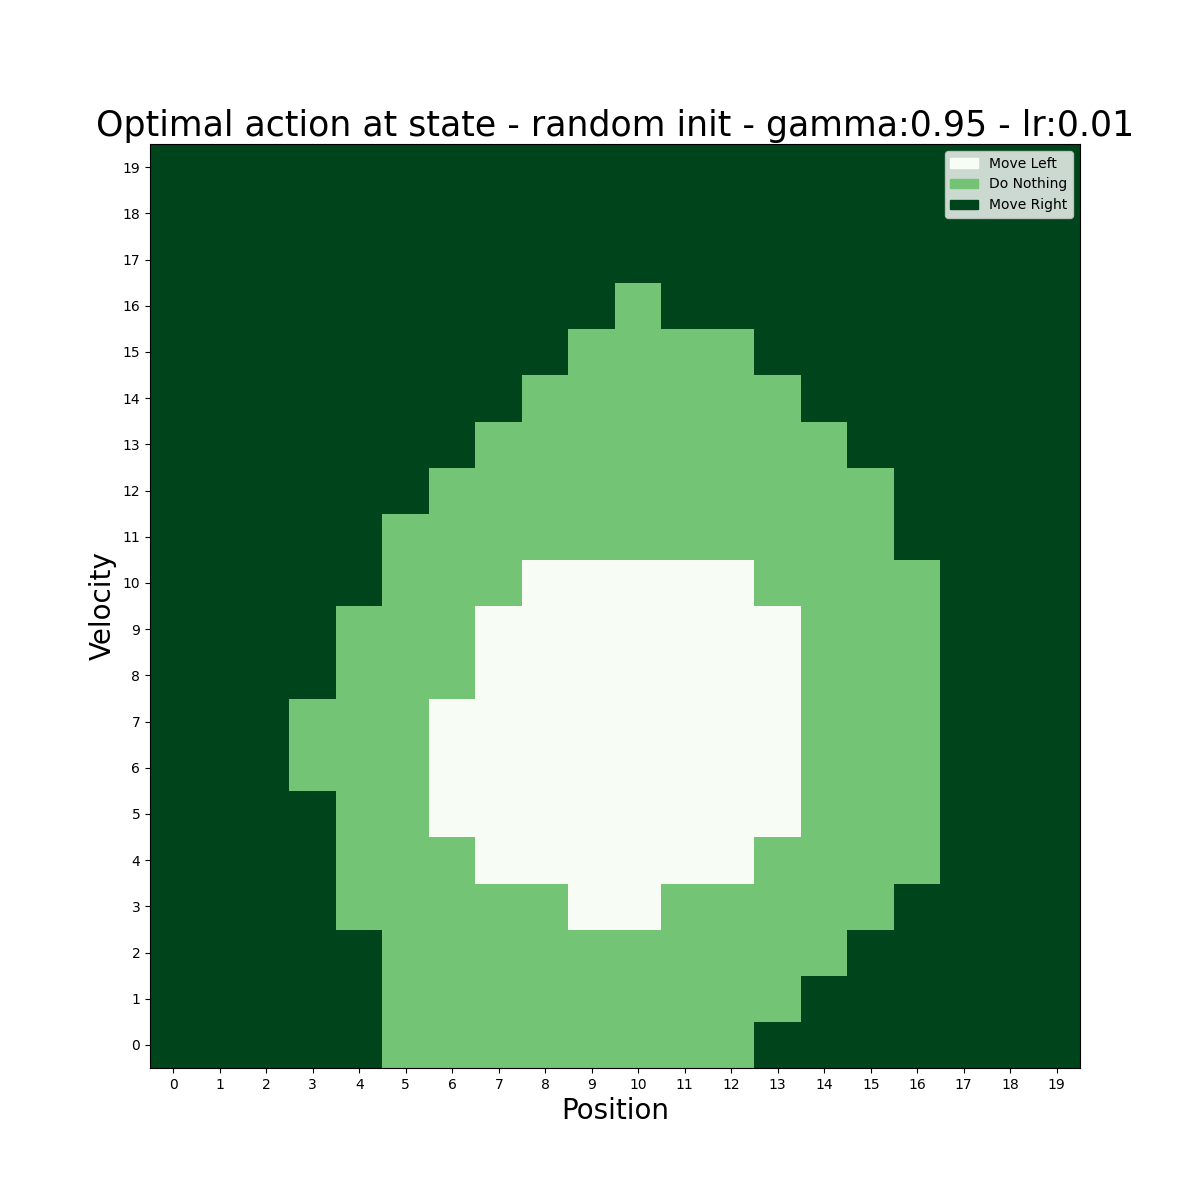 Optimal action at state - random init - gamma:0.95 - lr:0.01
Move Left
Do Nothing
Move Right
Velocity
19
18
17
16
15
14
13
12
11
10
9
8
7
6
5
4
3
2
1
0
0 1 2 3 4 5 6 7 8 9 10 11 12 13 14 15 16 17 18 19
Position